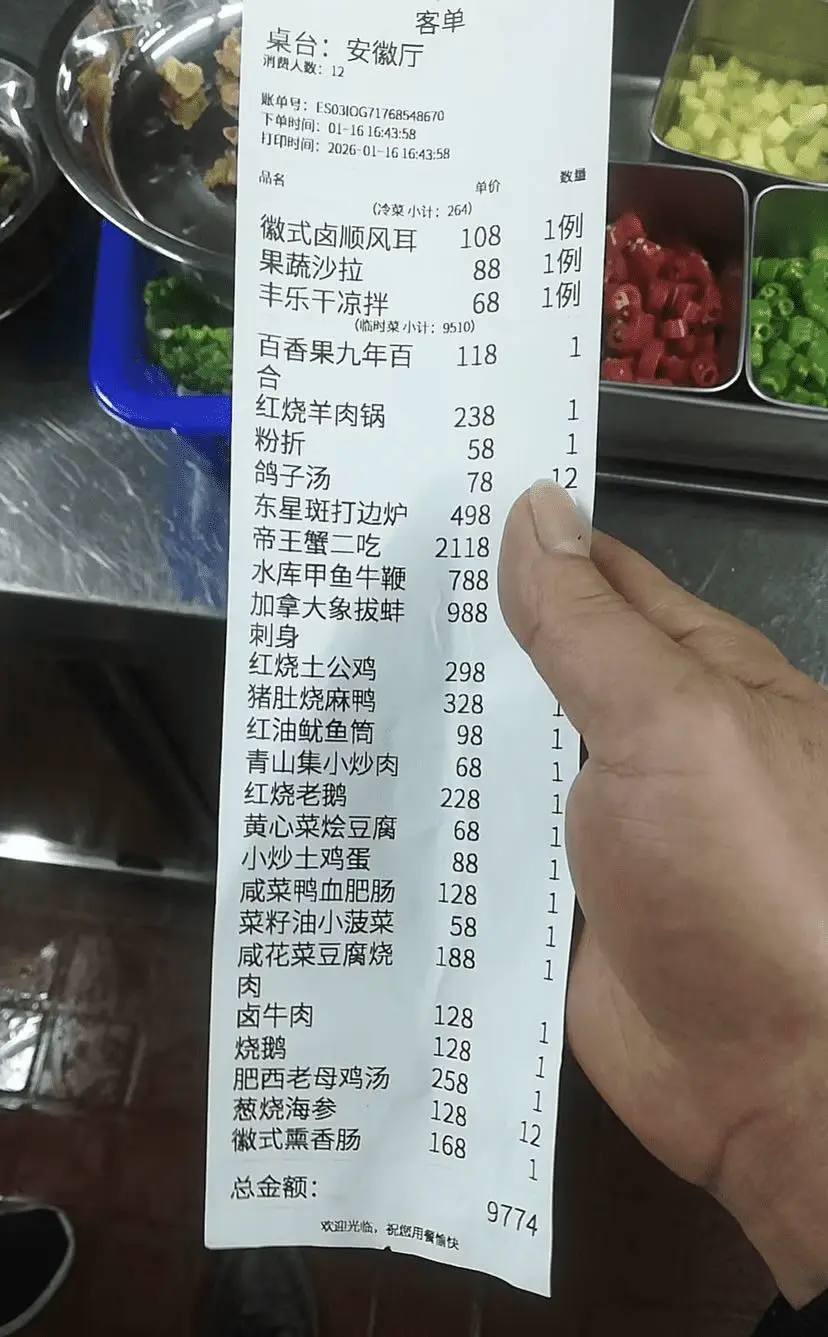 客单
桌台：安徽厅
消费人数：12
账单号：ES03IOG71768548670
下单时间：01-16 16:43:58
打印时间：2026-01-16 16:43:58
品名 单价 数量
（冷菜 小计：264）
徽式卤顺风耳 108 1例
果蔬沙拉 88 1例
丰乐干凉拌 68 1例
（临时菜 小计：9510）
百香果九年百 118 1
合
红烧羊肉锅 238 1
粉折 58 1
鸽子汤 78 12
东星斑打边炉 498
帝王蟹二吃 2118
水库甲鱼牛鞭 788
加拿大象拔蚌 988
刺身
红烧土公鸡 298
猪肚烧麻鸭 328 1
红油鱿鱼筒 98 1
青山集小炒肉 68 1
红烧老鹅 228 1
黄心菜烩豆腐 68 1
小炒土鸡蛋 88 1
咸菜鸭血肥肠 128 1
菜籽油小菠菜 58 1
咸花菜豆腐烧 188 1
肉
卤牛肉 128 1
烧鹅 128 1
肥西老母鸡汤 258 1
葱烧海参 128 12
徽式熏香肠 168 1
总金额： 9774
欢迎光临，祝您用餐愉快